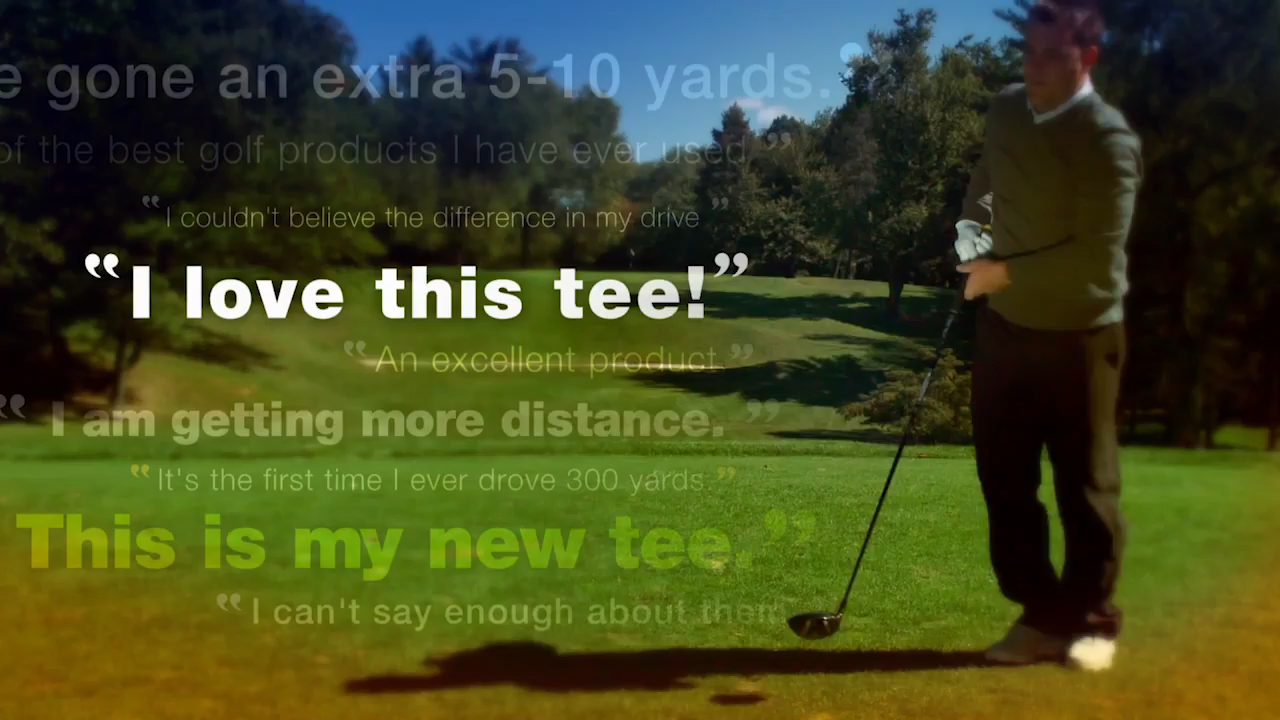 e gone an extra 5-10 yards.”
of the best golf products I have ever used.”
“I couldn't believe the difference in my drive”
“I love this tee!”
“An excellent product.”
“I am getting more distance.”
“It's the first time I ever drove 300 yards.”
This is my new tee.”
“I can't say enough about them